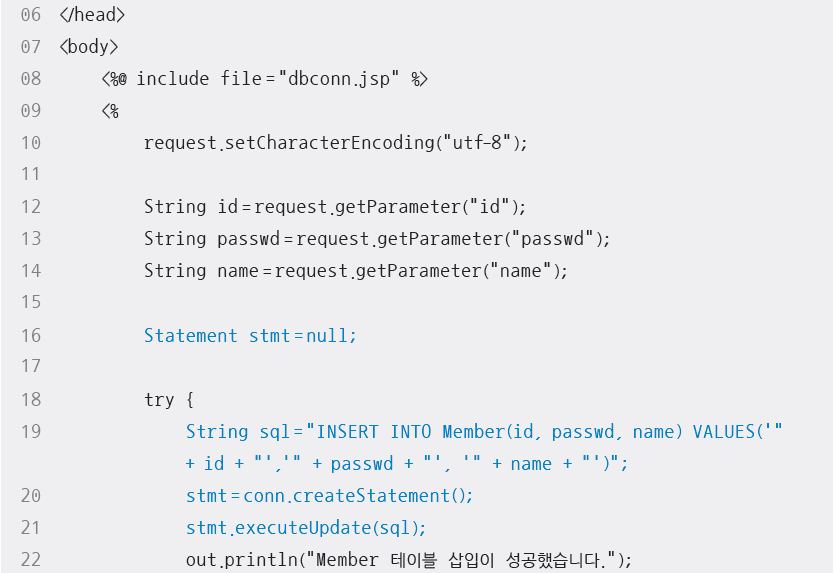 06 </head>
07 <body>
08 <%@ include file="dbconn.jsp" %>
09 <%
10 request.setCharacterEncoding("utf-8");
11
12 String id=request.getParameter("id");
13 String passwd=request.getParameter("passwd");
14 String name=request.getParameter("name");
15
16 Statement stmt=null;
17
18 try {
19 String sql="INSERT INTO Member(id, passwd, name) VALUES('"
+ id + "','" + passwd + "', '" + name + "')";
20 stmt=conn.createStatement();
21 stmt.executeUpdate(sql);
22 out.println("Member 테이블 삽입이 성공했습니다.");